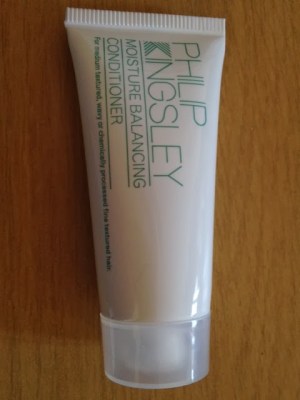 PHILIP
KINGSLEY
MOISTURE BALANCING
CONDITIONER
for medium textured, wavy or chemically processed fine textured hair.